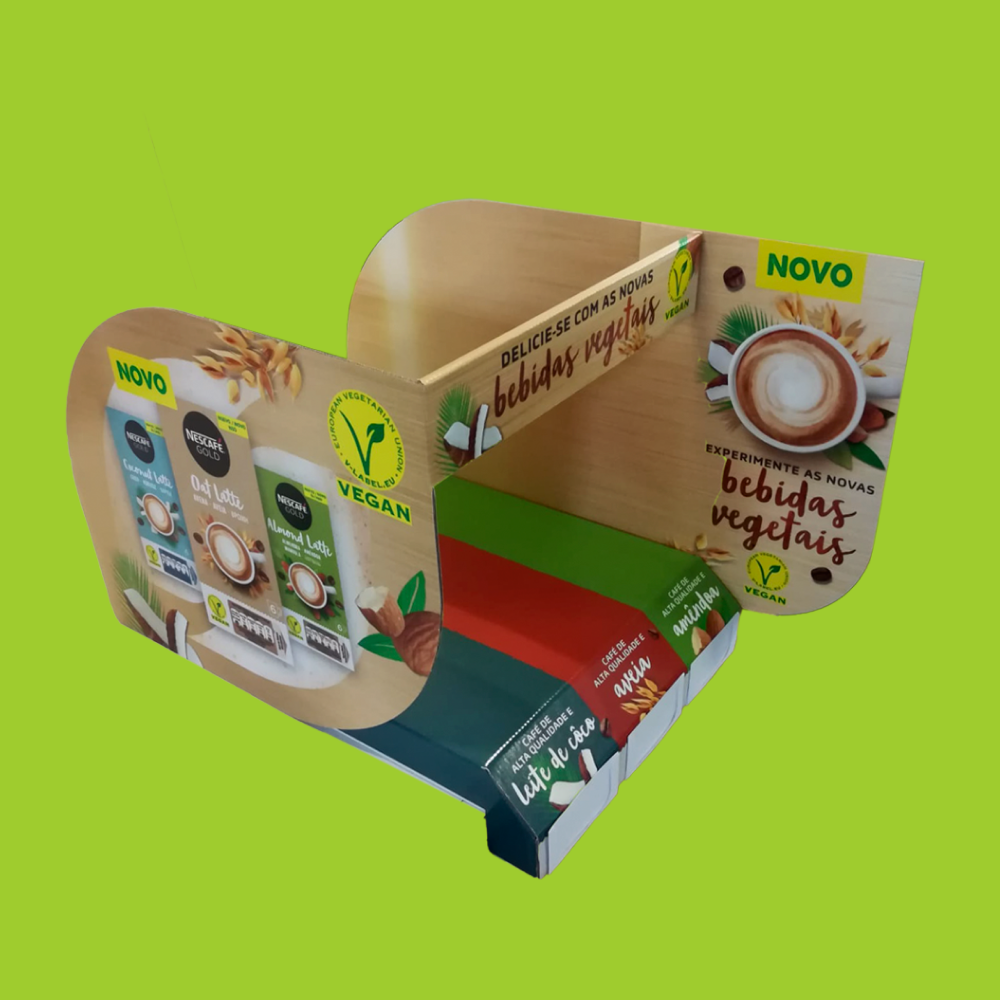 NOVO
NESCAFÉ
GOLD
Coconut Latte
NESCAFÉ
GOLD
Oat Latte
6
NESCAFÉ
GOLD
Almond Latte
6
EUROPEAN VEGETARIAN UNION
V-LABEL.EU
VEGAN
DELICIE-SE COM AS NOVAS
bebidas vegetais
VEGAN
NOVO
EXPERIMENTE AS NOVAS
bebidas
vegetais
VEGAN
CAFÉ DE
ALTA QUALIDADE E
leite de côco
CAFÉ DE
ALTA QUALIDADE E
aveia
CAFÉ DE
ALTA QUALIDADE E
amêndoa